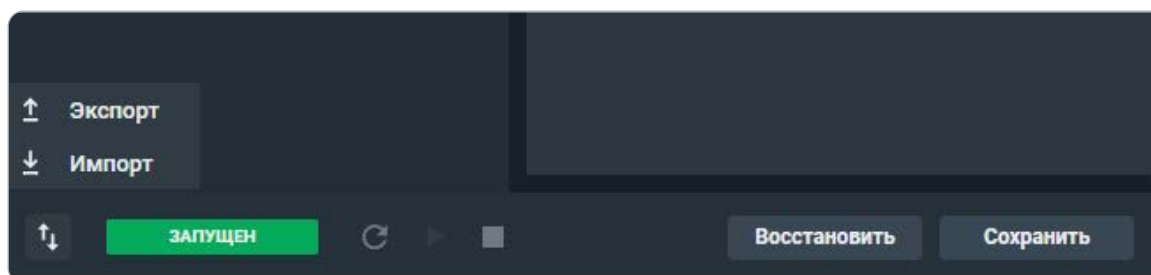 Экспорт
Импорт
ЗАПУЩЕН
Восстановить
Сохранить